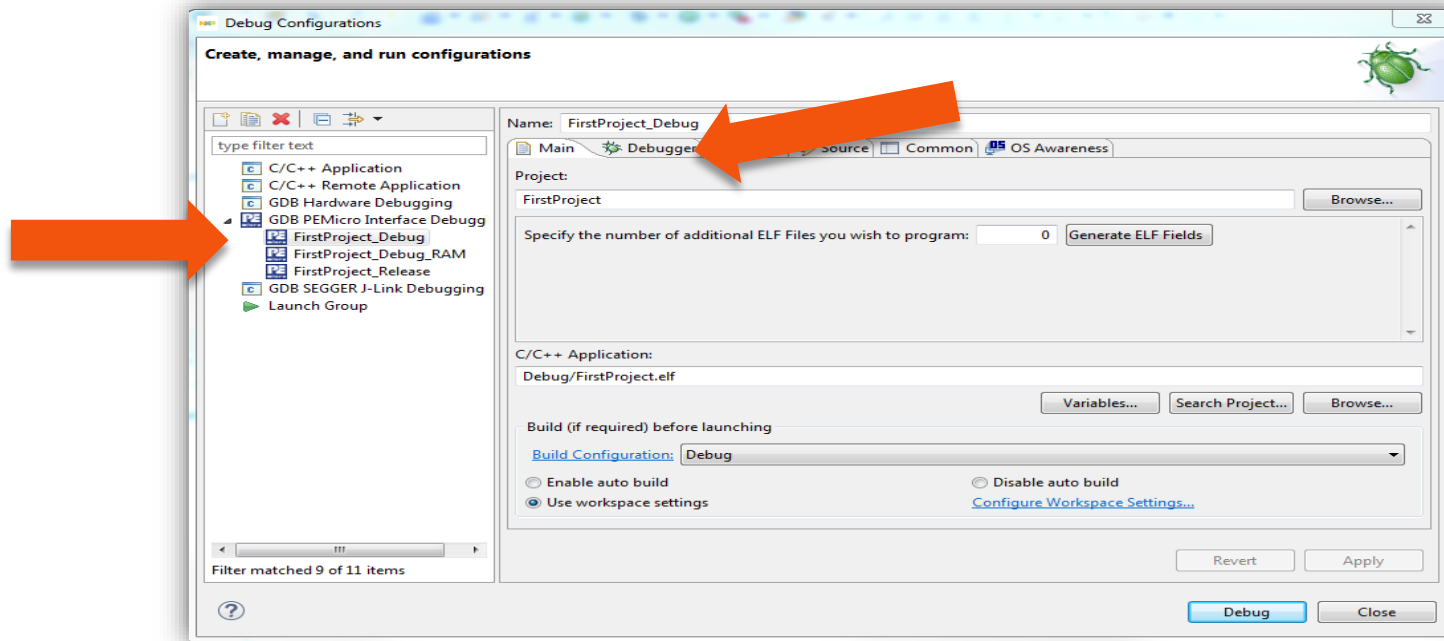 Debug Configurations
Create, manage, and run configurations
type filter text
C/C++ Application
C/C++ Remote Application
GDB Hardware Debugging
GDB PEMicro Interface Debugg
FirstProject_Debug
FirstProject_Debug_RAM
FirstProject_Release
GDB SEGGER J-Link Debugging
Launch Group
Filter matched 9 of 11 items
Name: FirstProject_Debug
Main Debugger Source Common OS Awareness
Project:
FirstProject Browse...
Specify the number of additional ELF Files you wish to program: 0 Generate ELF Fields
C/C++ Application:
Debug/FirstProject.elf
Variables... Search Project... Browse...
Build (if required) before launching
Build Configuration: Debug
Enable auto build Disable auto build
Use workspace settings Configure Workspace Settings...
Revert Apply
? Debug Close